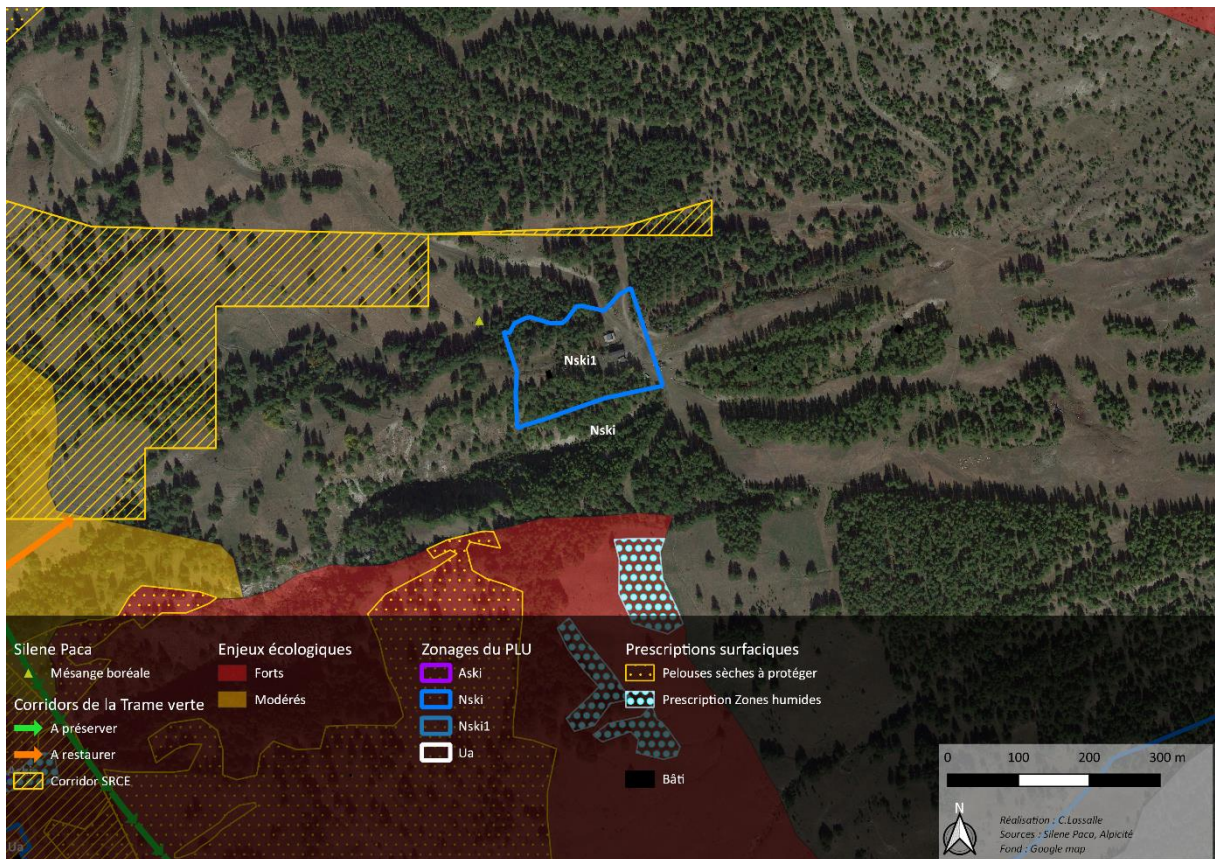 Nski1
Nski
Silene Paca
Mésange boréale
Corridors de la Trame verte
A préserver
A restaurer
Corridor SRCE
Enjeux écologiques
Forts
Modérés
Zonages du PLU
Aski
Nski
Nski1
Ua
Prescriptions surfaciques
Pelouses sèches à protéger
Prescription Zones humides
Bâti
0 100 200 300 m
N
Réalisation : C.Lassalle
Sources : Silene Paca, Alpicité
Fond : Google map
Ua